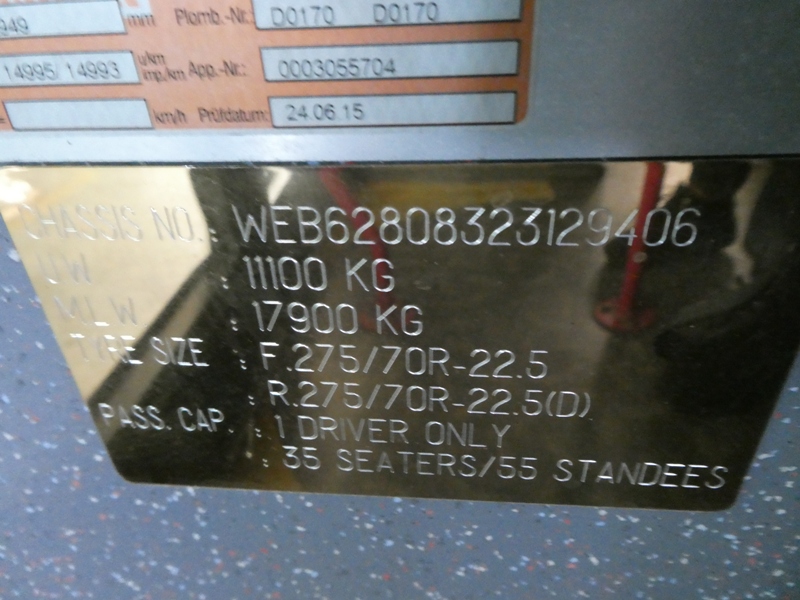 949 mm Plomb.-Nr.: D0170 D0170
14995/ 14993 u/km imp/km App.-Nr.: 0003055704
km/h Prüfdatum: 24.06.15
CHASSIS NO. : WEB62808323129406
UW : 11100 KG
MLW : 17900 KG
TYRE SIZE : F.275/70R-22.5
: R.275/70R-22.5(D)
PASS. CAP. : 1 DRIVER ONLY
: 35 SEATERS/55 STANDEES